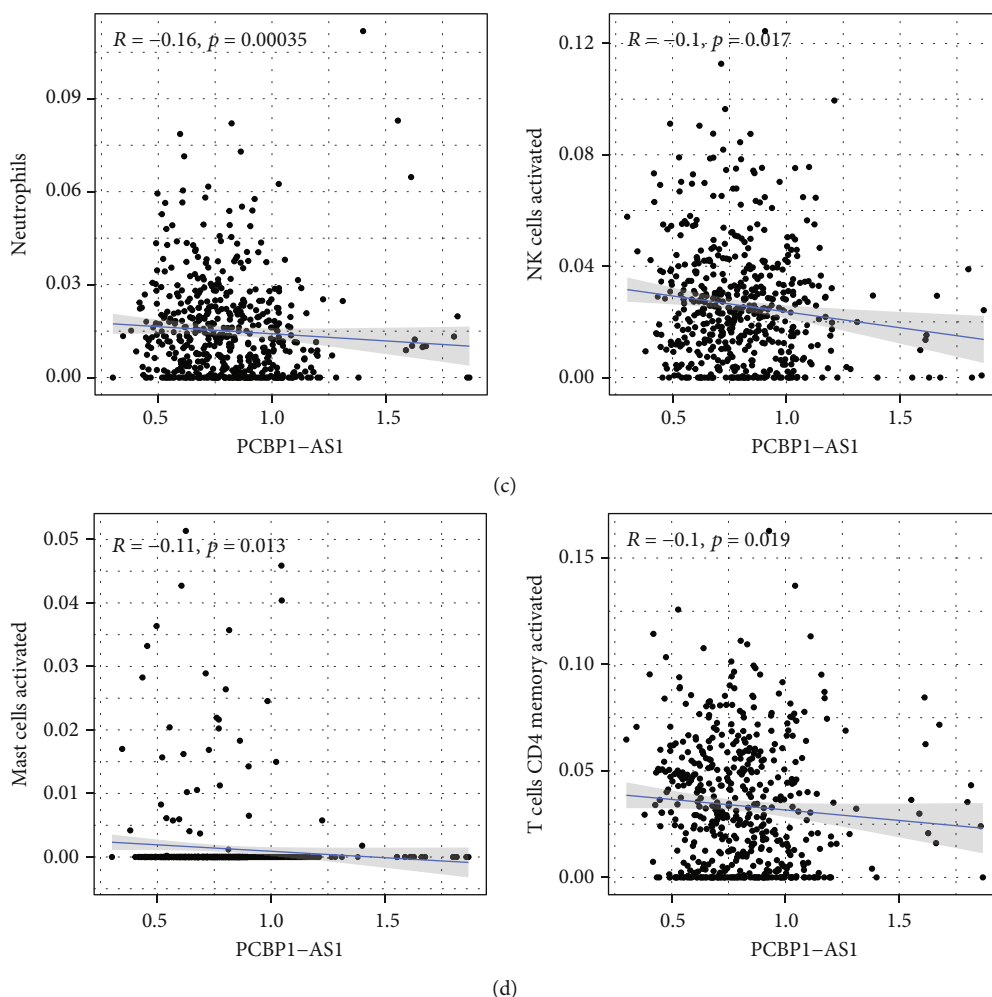 R = −0.16, p = 0.00035
0.09
0.06
0.03
0.00
Neutrophils
0.5 1.0 1.5
PCBP1−AS1
R = −0.1, p = 0.017
0.12
0.08
0.04
0.00
NK cells activated
0.5 1.0 1.5
PCBP1−AS1
(c)
R = −0.11, p = 0.013
0.05
0.04
0.03
0.02
0.01
0.00
Mast cells activated
0.5 1.0 1.5
PCBP1−AS1
R = −0.1, p = 0.019
0.15
0.10
0.05
0.00
T cells CD4 memory activated
0.5 1.0 1.5
PCBP1−AS1
(d)